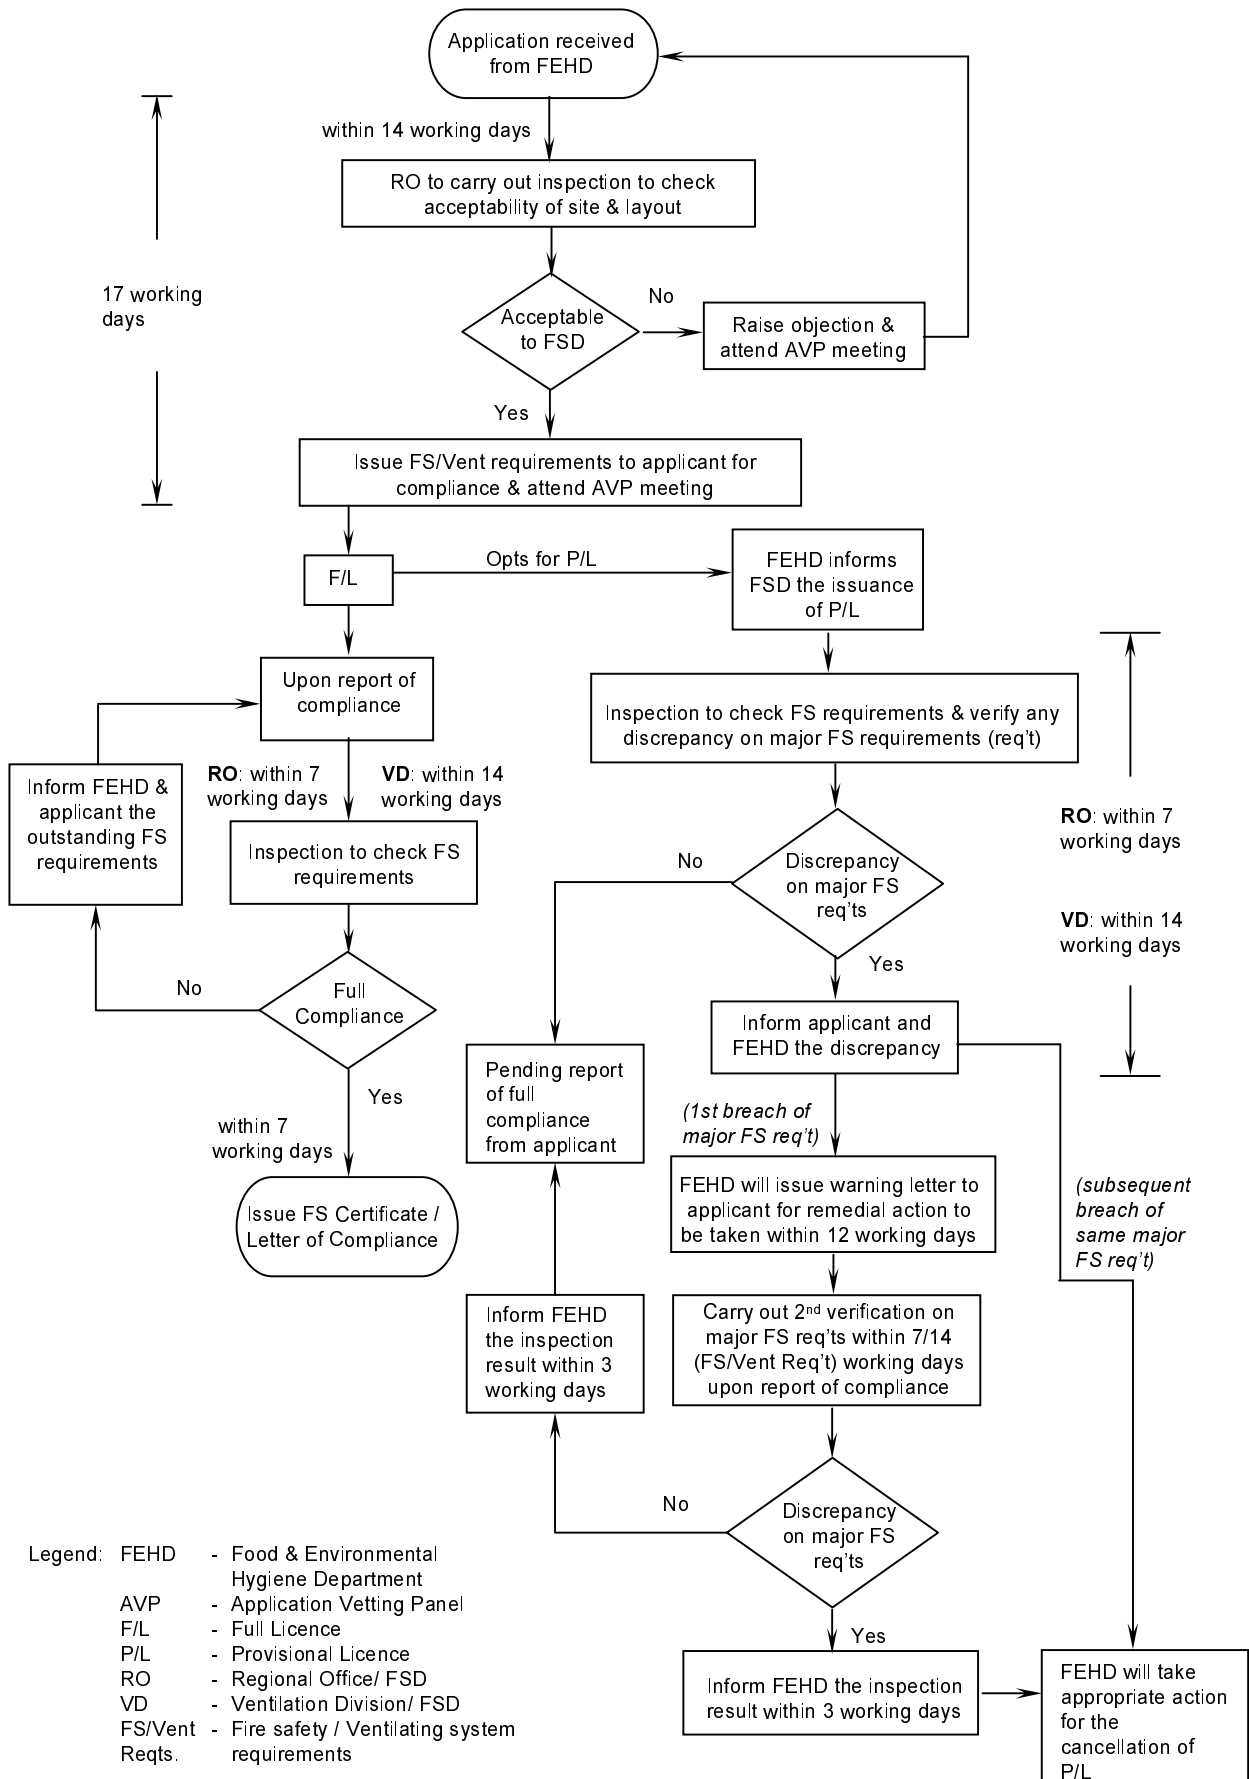 Application received
from FEHD
within 14 working days
RO to carry out inspection to check
acceptability of site & layout
17 working
days
Acceptable
to FSD
No
Raise objection &
attend AVP meeting
Yes
Issue FS/Vent requirements to applicant for
compliance & attend AVP meeting
F/L
Opts for P/L
FEHD informs
FSD the issuance
of P/L
Upon report of
compliance
Inspection to check FS requirements & verify any
discrepancy on major FS requirements (req't)
RO: within 7
working days
VD: within 14
working days
Inform FEHD &
applicant the
outstanding FS
requirements
Inspection to check FS
requirements
RO: within 7
working days
VD: within 14
working days
No
Discrepancy
on major FS
req'ts
Yes
No
Full
Compliance
Yes
within 7
working days
Issue FS Certificate /
Letter of Compliance
Inform applicant and
FEHD the discrepancy
Pending report
of full
compliance
from applicant
(1st breach of
major FS req't)
FEHD will issue warning letter to
applicant for remedial action to
be taken within 12 working days
(subsequent
breach of
same major
FS req't)
Inform FEHD
the inspection
result within 3
working days
Carry out 2nd verification on
major FS req'ts within 7/14
(FS/Vent Req't) working days
upon report of compliance
No
Discrepancy
on major FS
req'ts
Yes
Inform FEHD the inspection
result within 3 working days
FEHD will take
appropriate action
for the
cancellation of
P/L
Legend: FEHD - Food & Environmental
Hygiene Department
AVP - Application Vetting Panel
F/L - Full Licence
P/L - Provisional Licence
RO - Regional Office/ FSD
VD - Ventilation Division/ FSD
FS/Vent - Fire safety / Ventilating system
Reqts. requirements